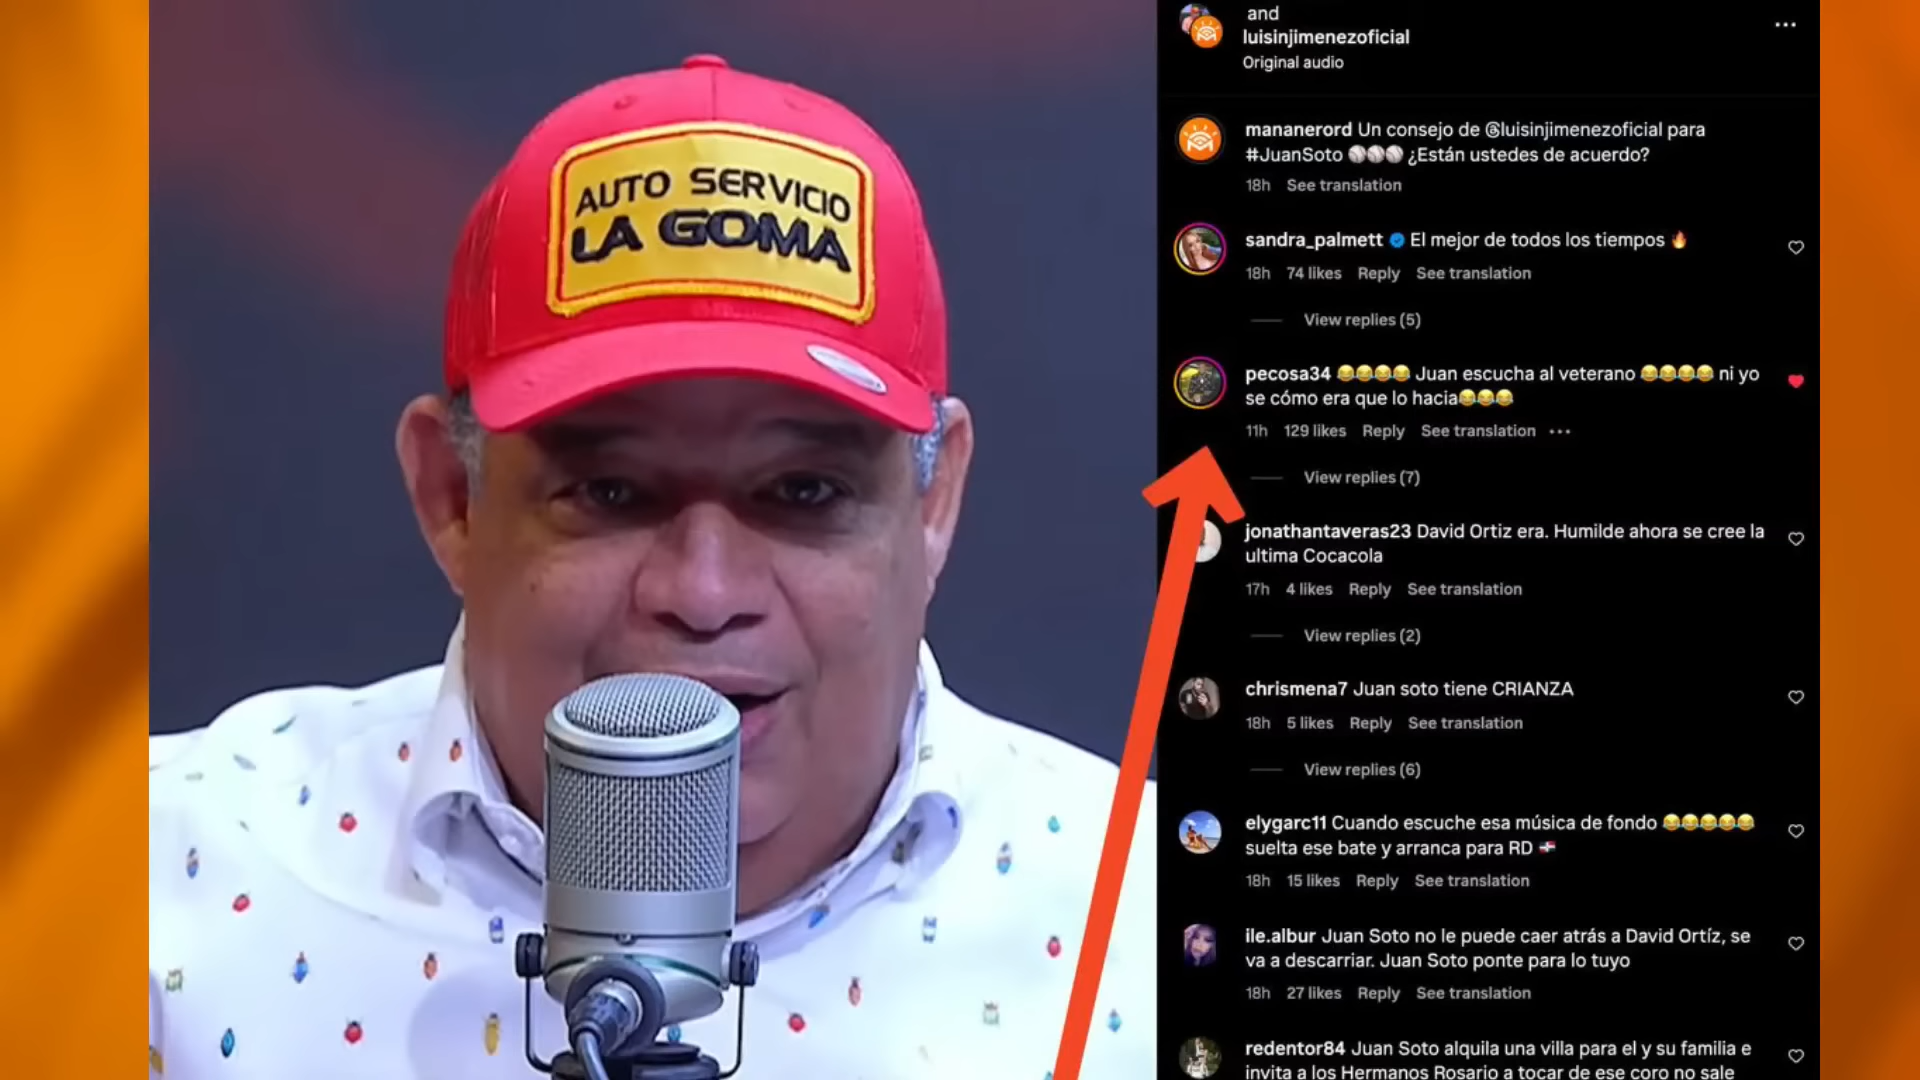 AUTO SERVICIO
LA GOMA
and
luisinjimenezoficial
Original audio
mananerord Un consejo de @luisinjimenezoficial para
#JuanSoto ⚾⚾⚾ ¿Están ustedes de acuerdo?
18h See translation
sandra_palmett El mejor de todos los tiempos 🔥
18h 74 likes Reply See translation
View replies (5)
pecosa34 😂😂😂😂 Juan escucha al veterano 😂😂😂😂 ni yo
se cómo era que lo hacia😂😂😂
11h 129 likes Reply See translation •••
View replies (7)
jonathantaveras23 David Ortiz era. Humilde ahora se cree la
ultima Cocacola
17h 4 likes Reply See translation
View replies (2)
chrismena7 Juan soto tiene CRIANZA
18h 5 likes Reply See translation
View replies (6)
elygarc11 Cuando escuche esa música de fondo 😂😂😂😂😂
suelta ese bate y arranca para RD 🇩🇴
18h 15 likes Reply See translation
ile.albur Juan Soto no le puede caer atrás a David Ortíz, se
va a descarriar. Juan Soto ponte para lo tuyo
18h 27 likes Reply See translation
redentor84 Juan Soto alquila una villa para el y su familia e
invita a los Hermanos Rosario a tocar de ese coro no sale